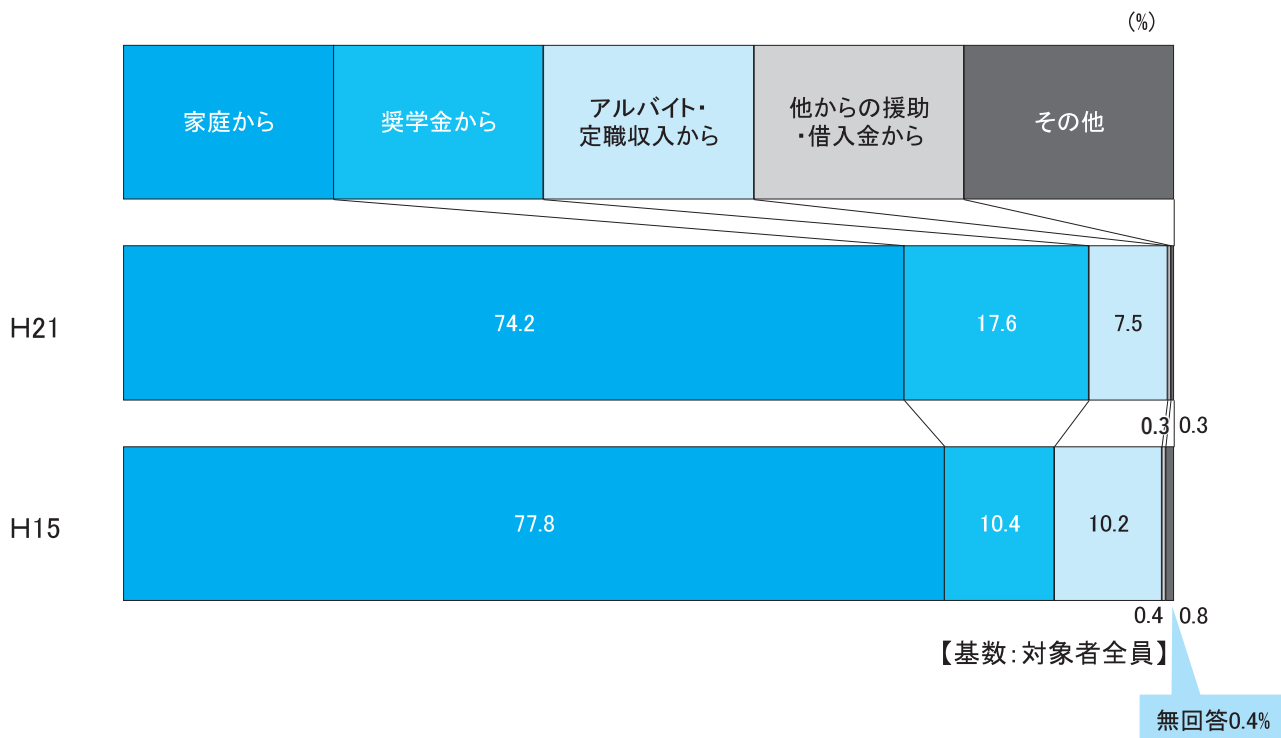 (%)
家庭から
奨学金から
アルバイト・
定職収入から
他からの援助
・借入金から
その他
H21
74.2
17.6
7.5
0.3
0.3
H15
77.8
10.4
10.2
0.4
0.8
【基数:対象者全員】
無回答0.4%